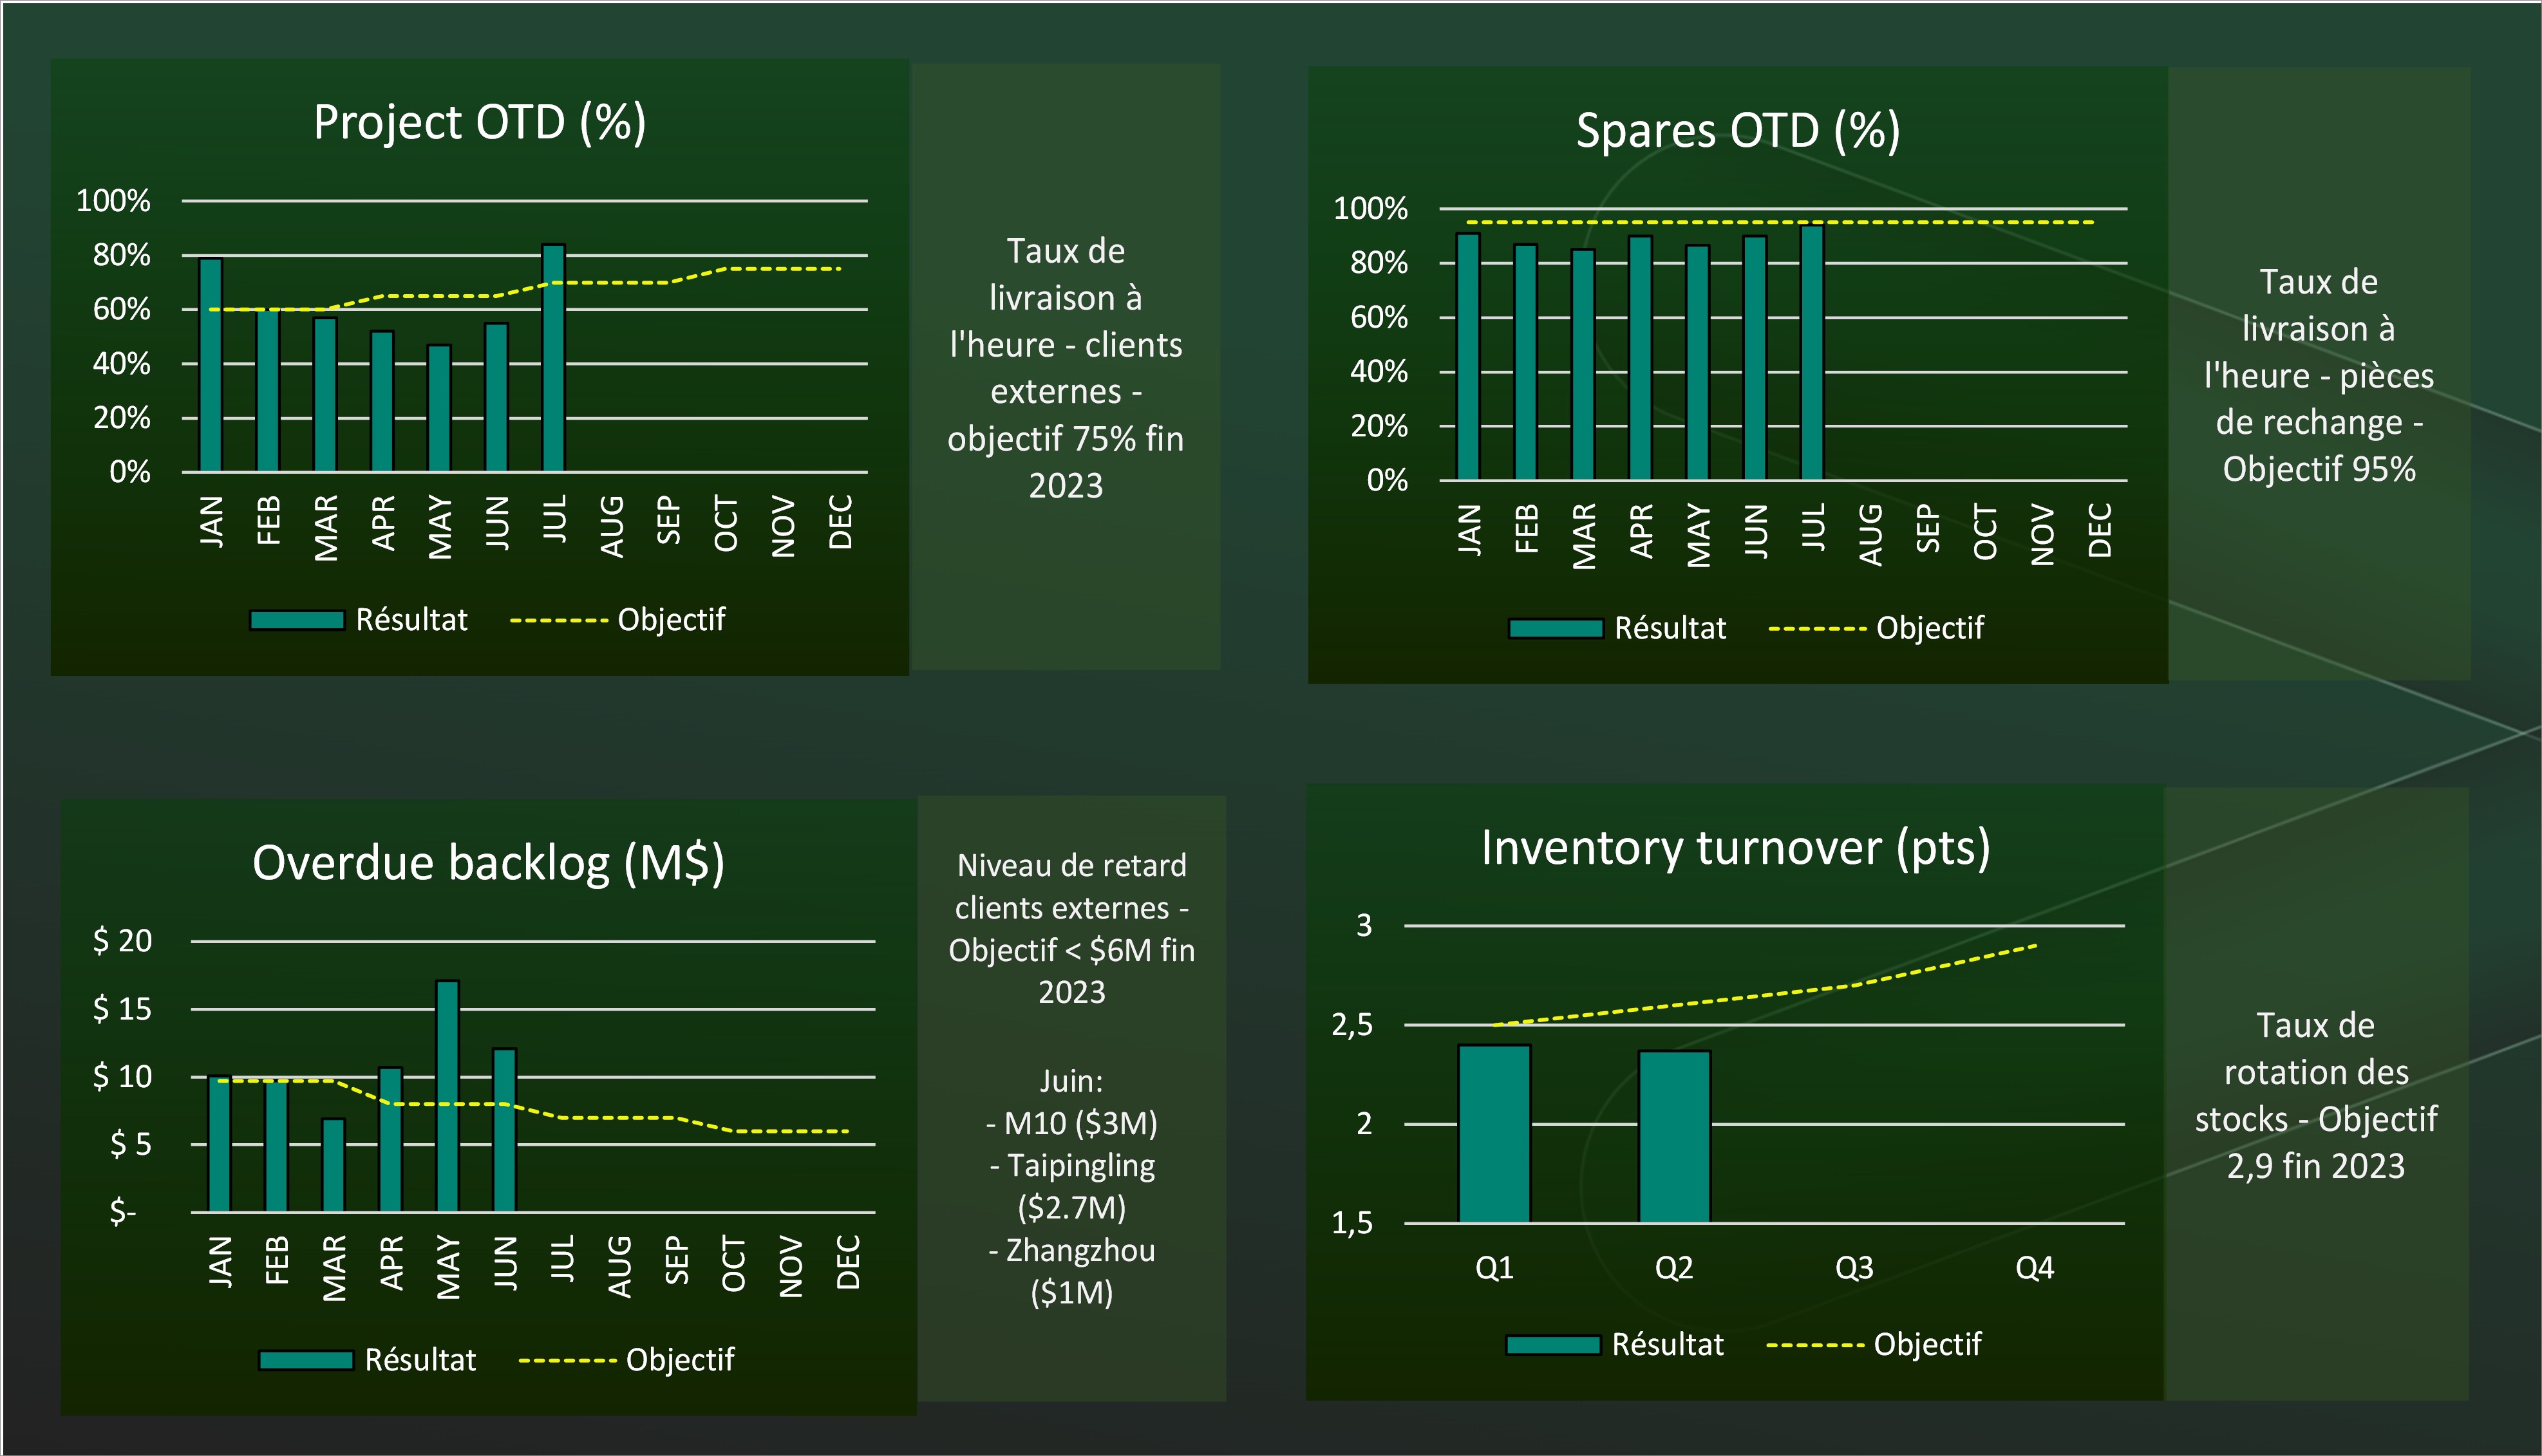 Project OTD (%)
100%
80%
60%
40%
20%
0%
JAN
FEB
MAR
APR
MAY
JUN
JUL
AUG
SEP
OCT
NOV
DEC
Résultat
Objectif
Taux de
livraison à
l'heure - clients
externes -
objectif 75% fin
2023
Spares OTD (%)
100%
80%
60%
40%
20%
0%
JAN
FEB
MAR
APR
MAY
JUN
JUL
AUG
SEP
OCT
NOV
DEC
Résultat
Objectif
Taux de
livraison à
l'heure - pièces
de rechange -
Objectif 95%
Overdue backlog (M$)
$ 20
$ 15
$ 10
$ 5
$-
JAN
FEB
MAR
APR
MAY
JUN
JUL
AUG
SEP
OCT
NOV
DEC
Résultat
Objectif
Niveau de retard
clients externes -
Objectif < $6M fin
2023
Juin:
- M10 ($3M)
- Taipingling
($2.7M)
- Zhangzhou
($1M)
Inventory turnover (pts)
3
2,5
2
1,5
Q1
Q2
Q3
Q4
Résultat
Objectif
Taux de
rotation des
stocks - Objectif
2,9 fin 2023